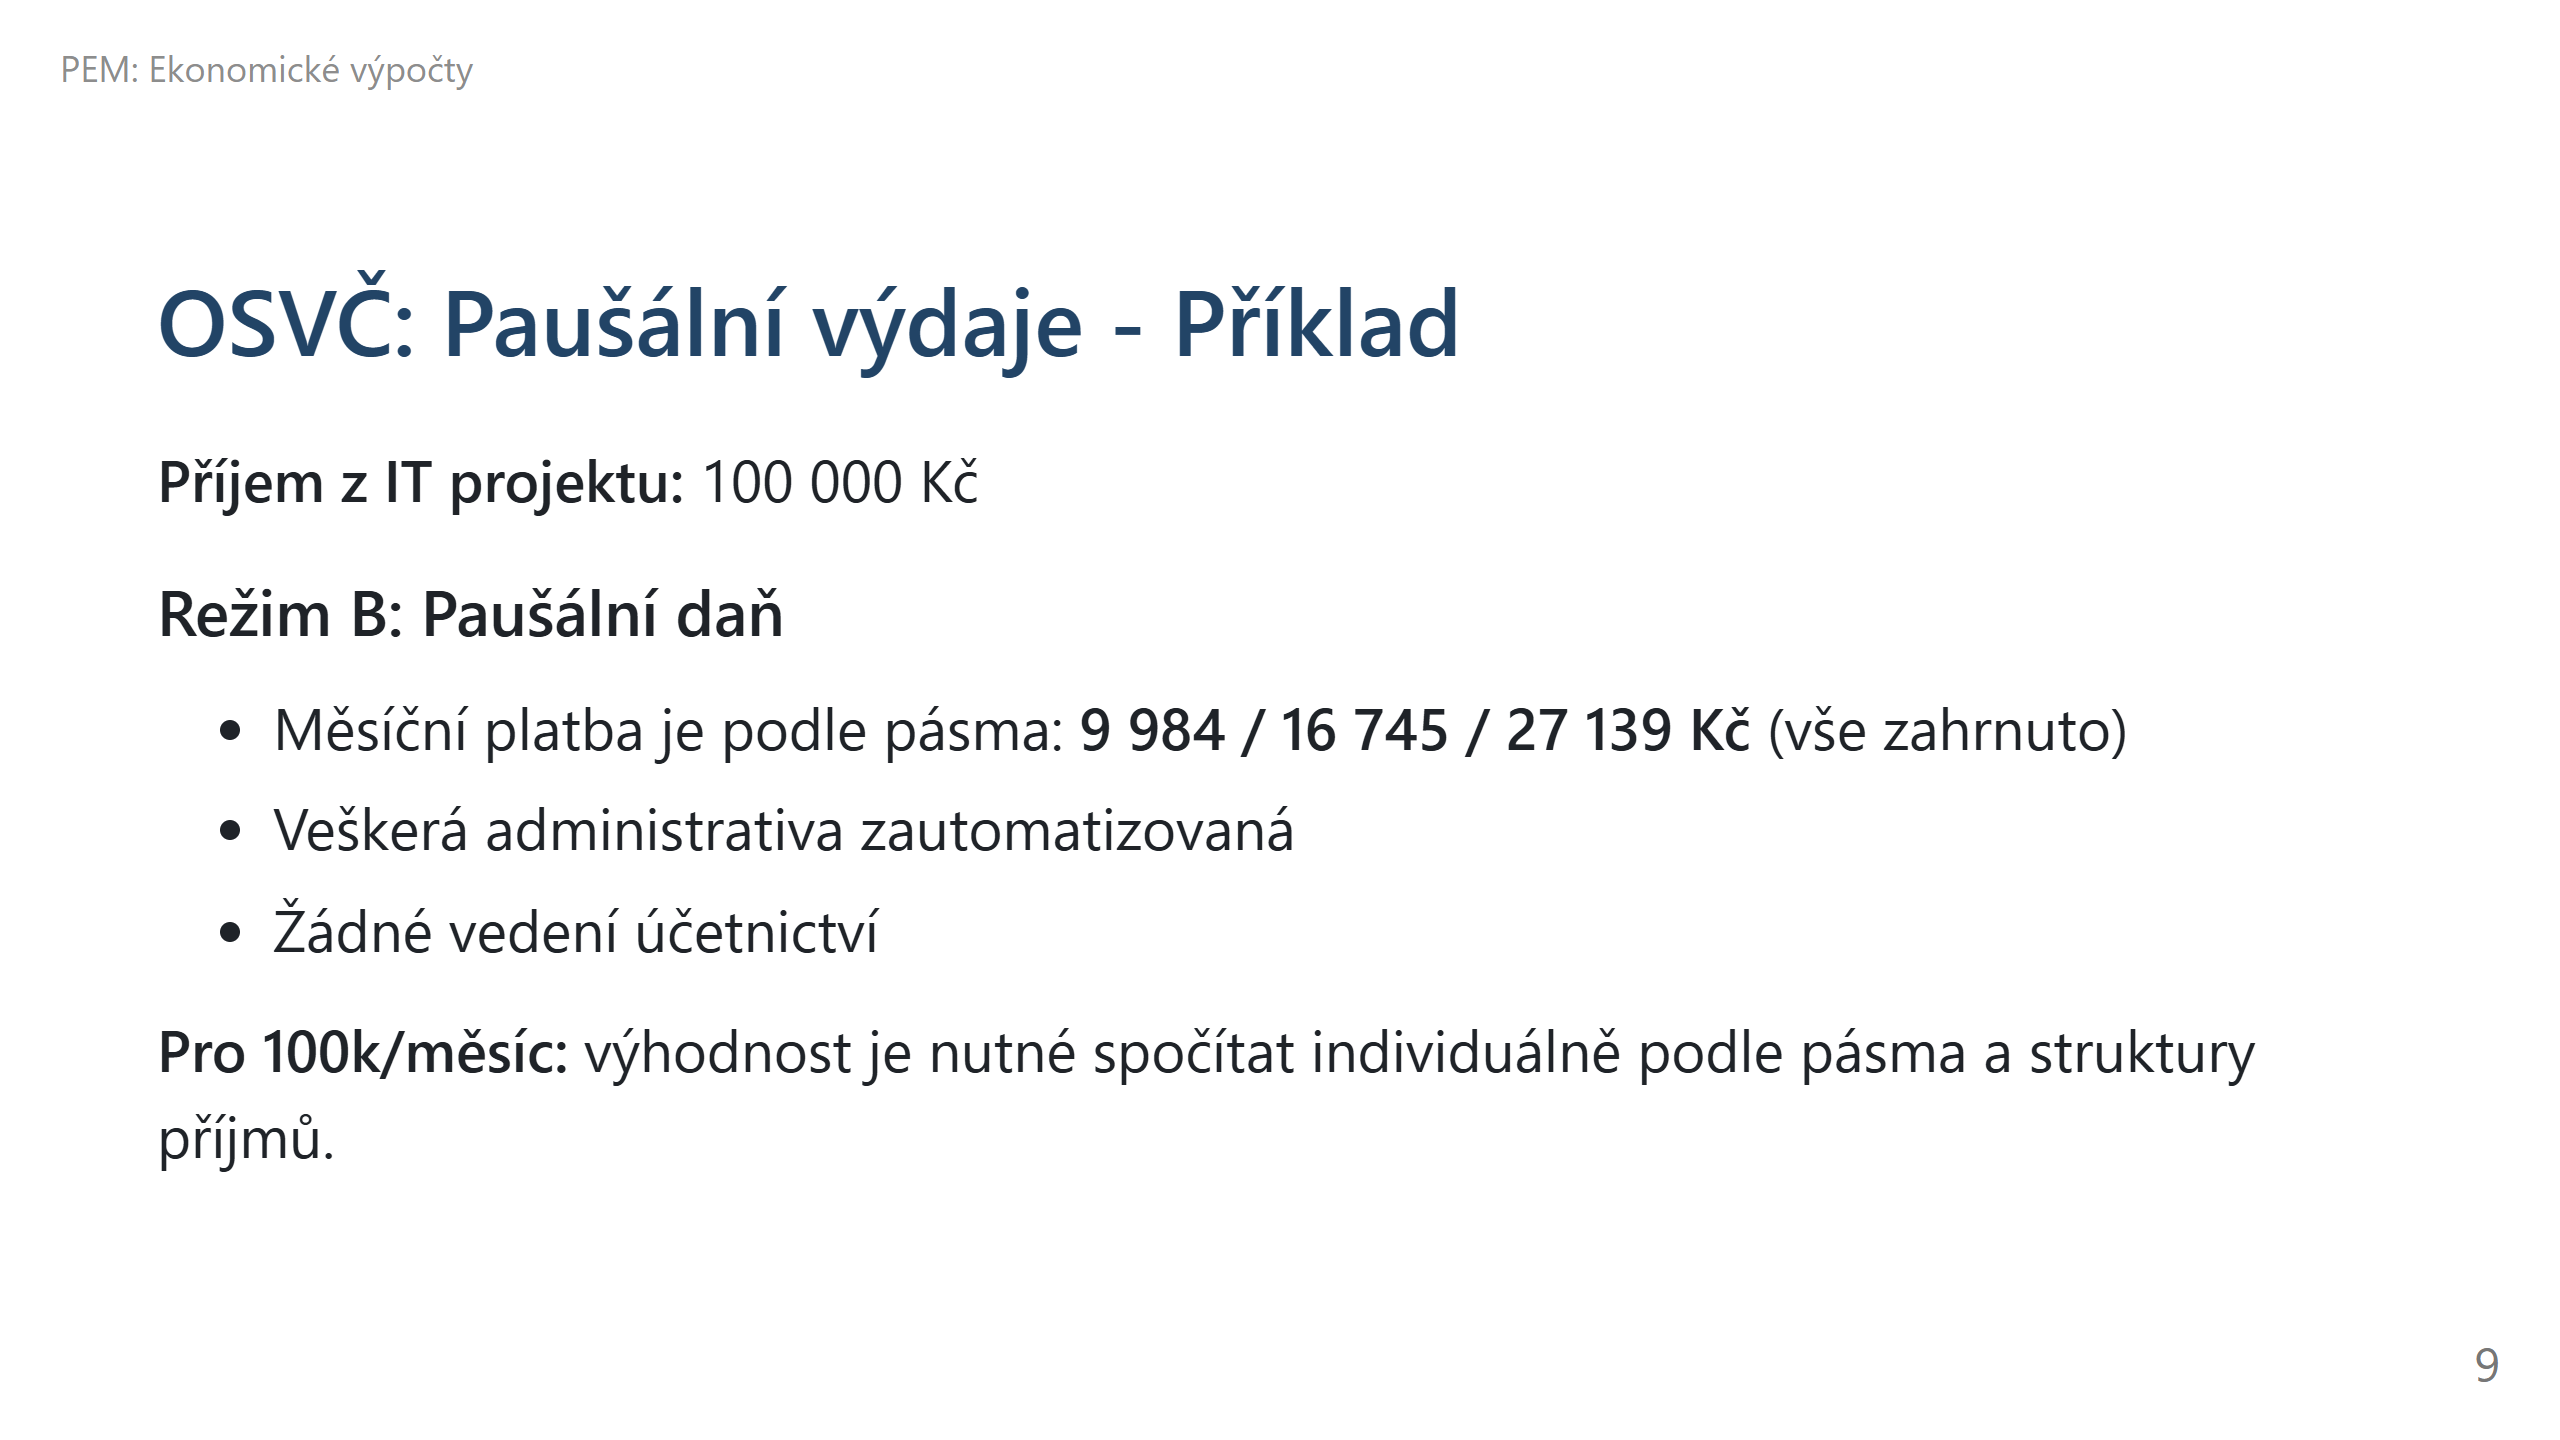 PEM: Ekonomické výpočty
OSVČ: Paušální výdaje - Příklad
Příjem z IT projektu: 100 000 Kč
Režim B: Paušální daň
• Měsíční platba je podle pásma: 9 984 / 16 745 / 27 139 Kč (vše zahrnuto)
• Veškerá administrativa zautomatizovaná
• Žádné vedení účetnictví
Pro 100k/měsíc: výhodnost je nutné spočítat individuálně podle pásma a struktury
příjmů.
9